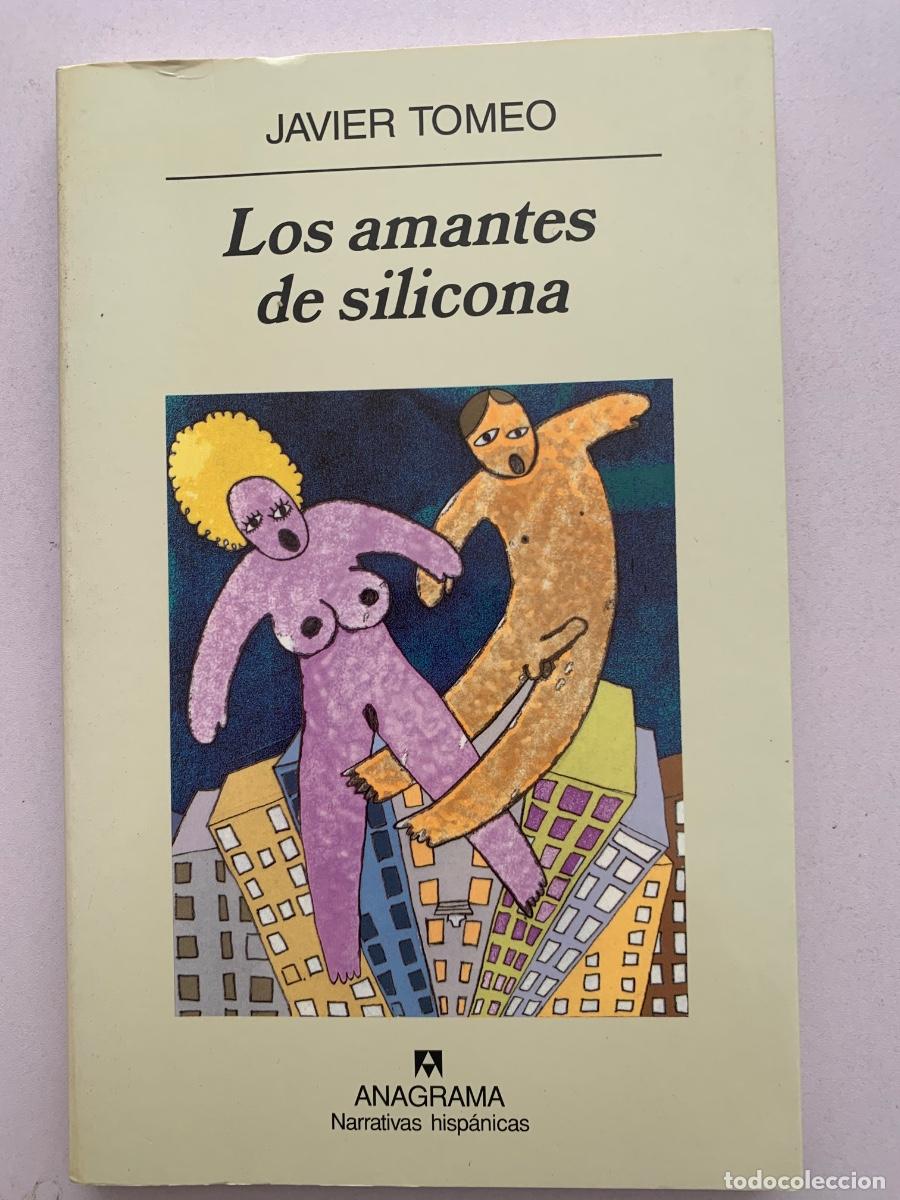 JAVIER TOMEO
Los amantes
de silicona
ANAGRAMA
Narrativas hispánicas
todocoleccion